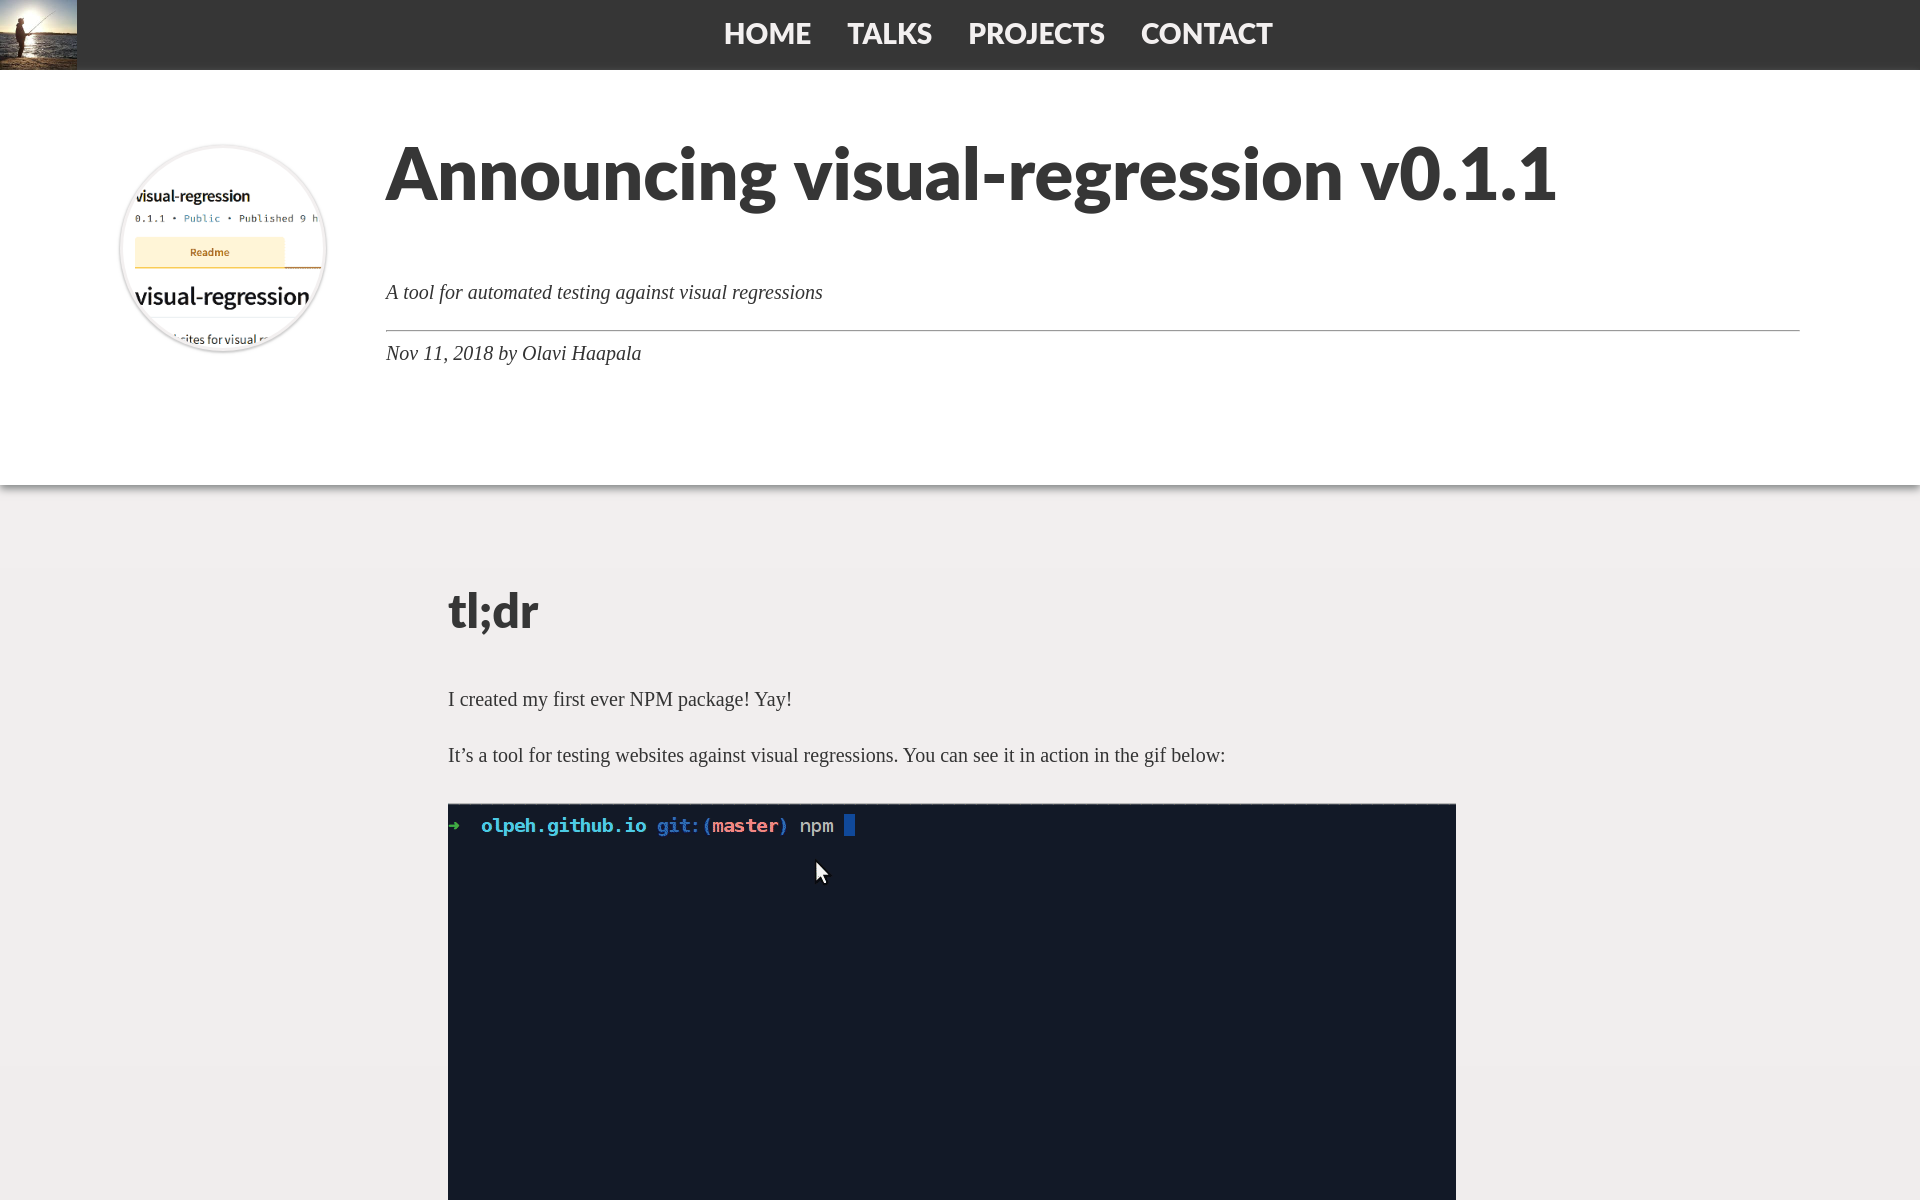 HOME TALKS PROJECTS CONTACT
visual-regression
0.1.1 • Public • Published 9 h
Readme
visual-regression
sites for visual
Announcing visual-regression v0.1.1
A tool for automated testing against visual regressions
Nov 11, 2018 by Olavi Haapala
tl;dr
I created my first ever NPM package! Yay!
It’s a tool for testing websites against visual regressions. You can see it in action in the gif below:
➜ olpeh.github.io git:(master) npm